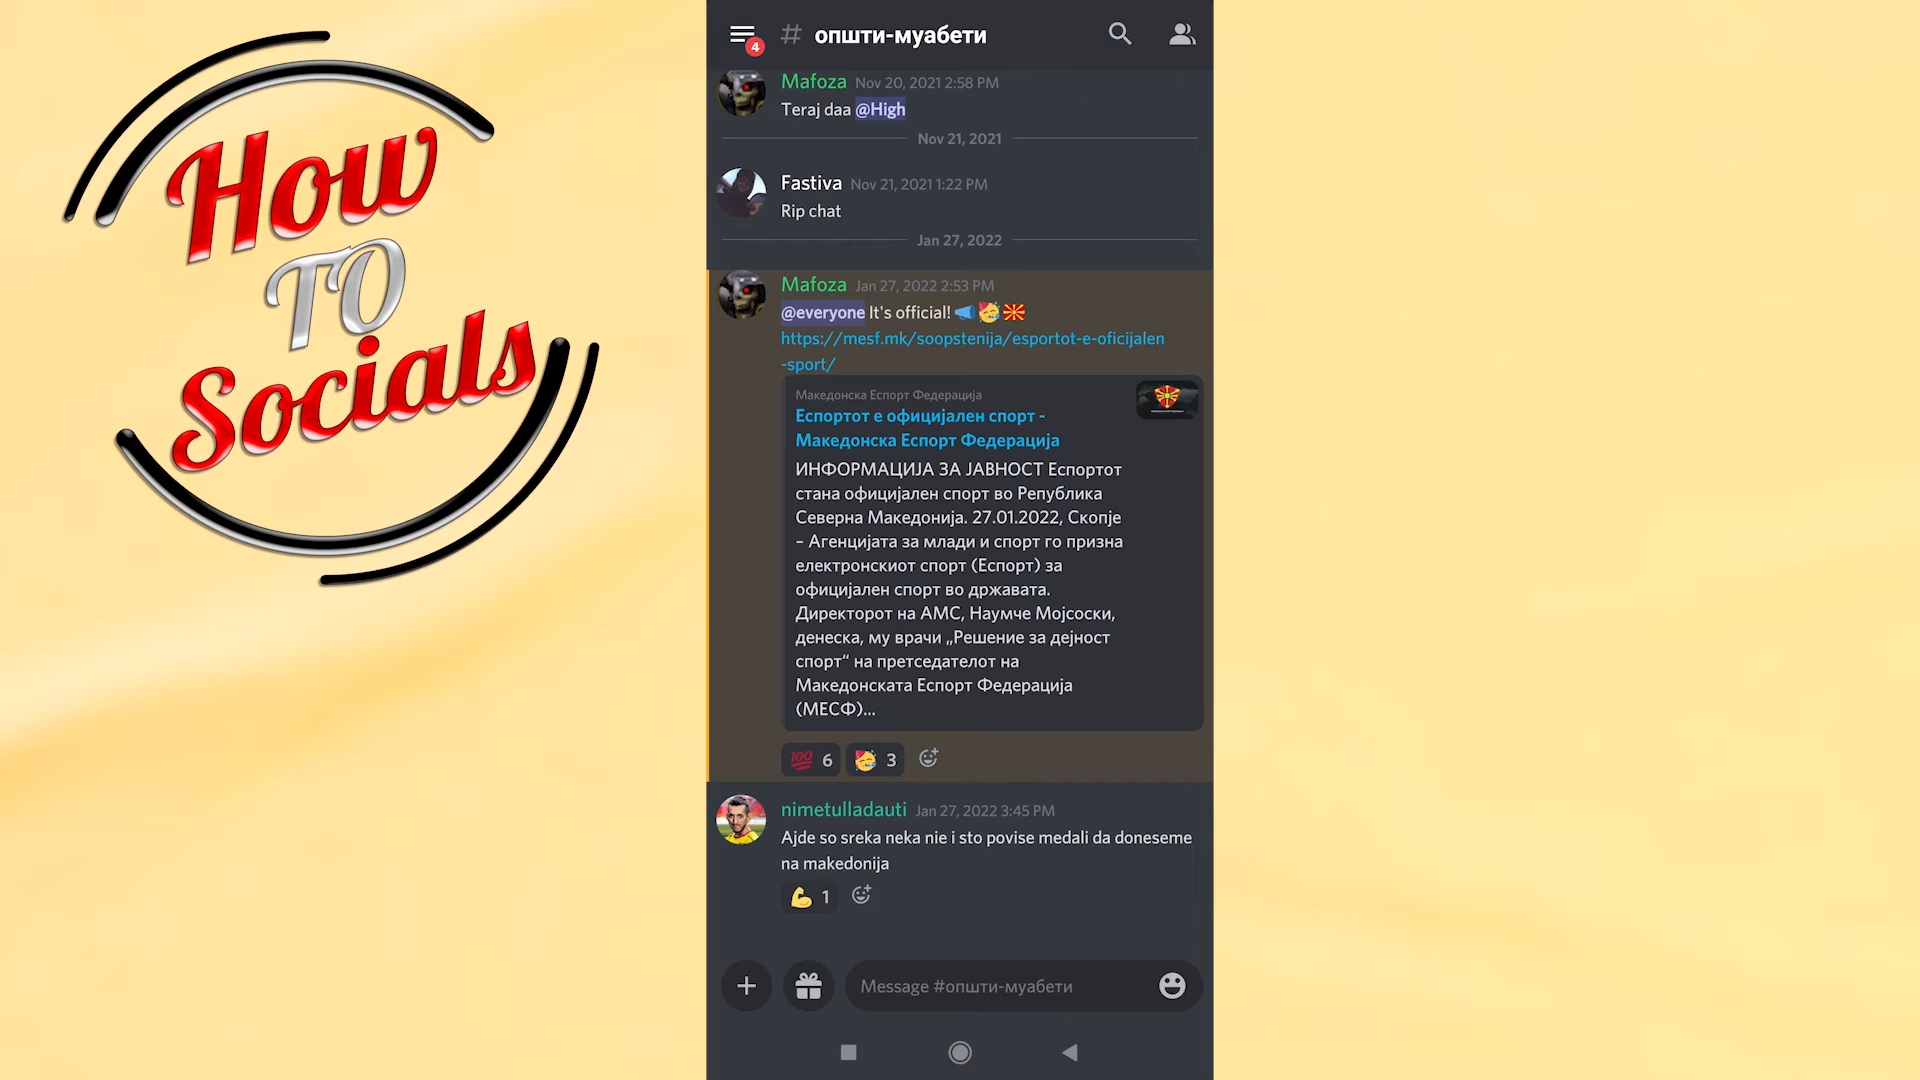 How
TO
Socials
4
# општи-муабети
Mafoza Nov 20, 2021 2:58 PM
Teraj daa @High
Nov 21, 2021
Fastiva Nov 21, 2021 1:22 PM
Rip chat
Jan 27, 2022
Mafoza Jan 27, 2022 2:53 PM
@everyone It's official! 📣🥳🇲🇰
https://mesf.mk/soopstenija/esportot-e-oficijalen
-sport/
Македонска Еспорт Федерација
Еспортот е официјален спорт -
Македонска Еспорт Федерација
ИНФОРМАЦИЈА ЗА ЈАВНОСТ Еспортот
стана официјален спорт во Република
Северна Македонија. 27.01.2022, Скопје
– Агенцијата за млади и спорт го призна
електронскиот спорт (Еспорт) за
официјален спорт во државата.
Директорот на АМС, Наумче Мојсоски,
денеска, му врачи „Решение за дејност
спорт“ на претседателот на
Македонската Еспорт Федерација
(МЕСФ)...
💯 6 🥳 3
nimetulladauti Jan 27, 2022 3:45 PM
Ajde so sreka neka nie i sto povise medali da doneseme
na makedonija
💪 1
Message #општи-муабети